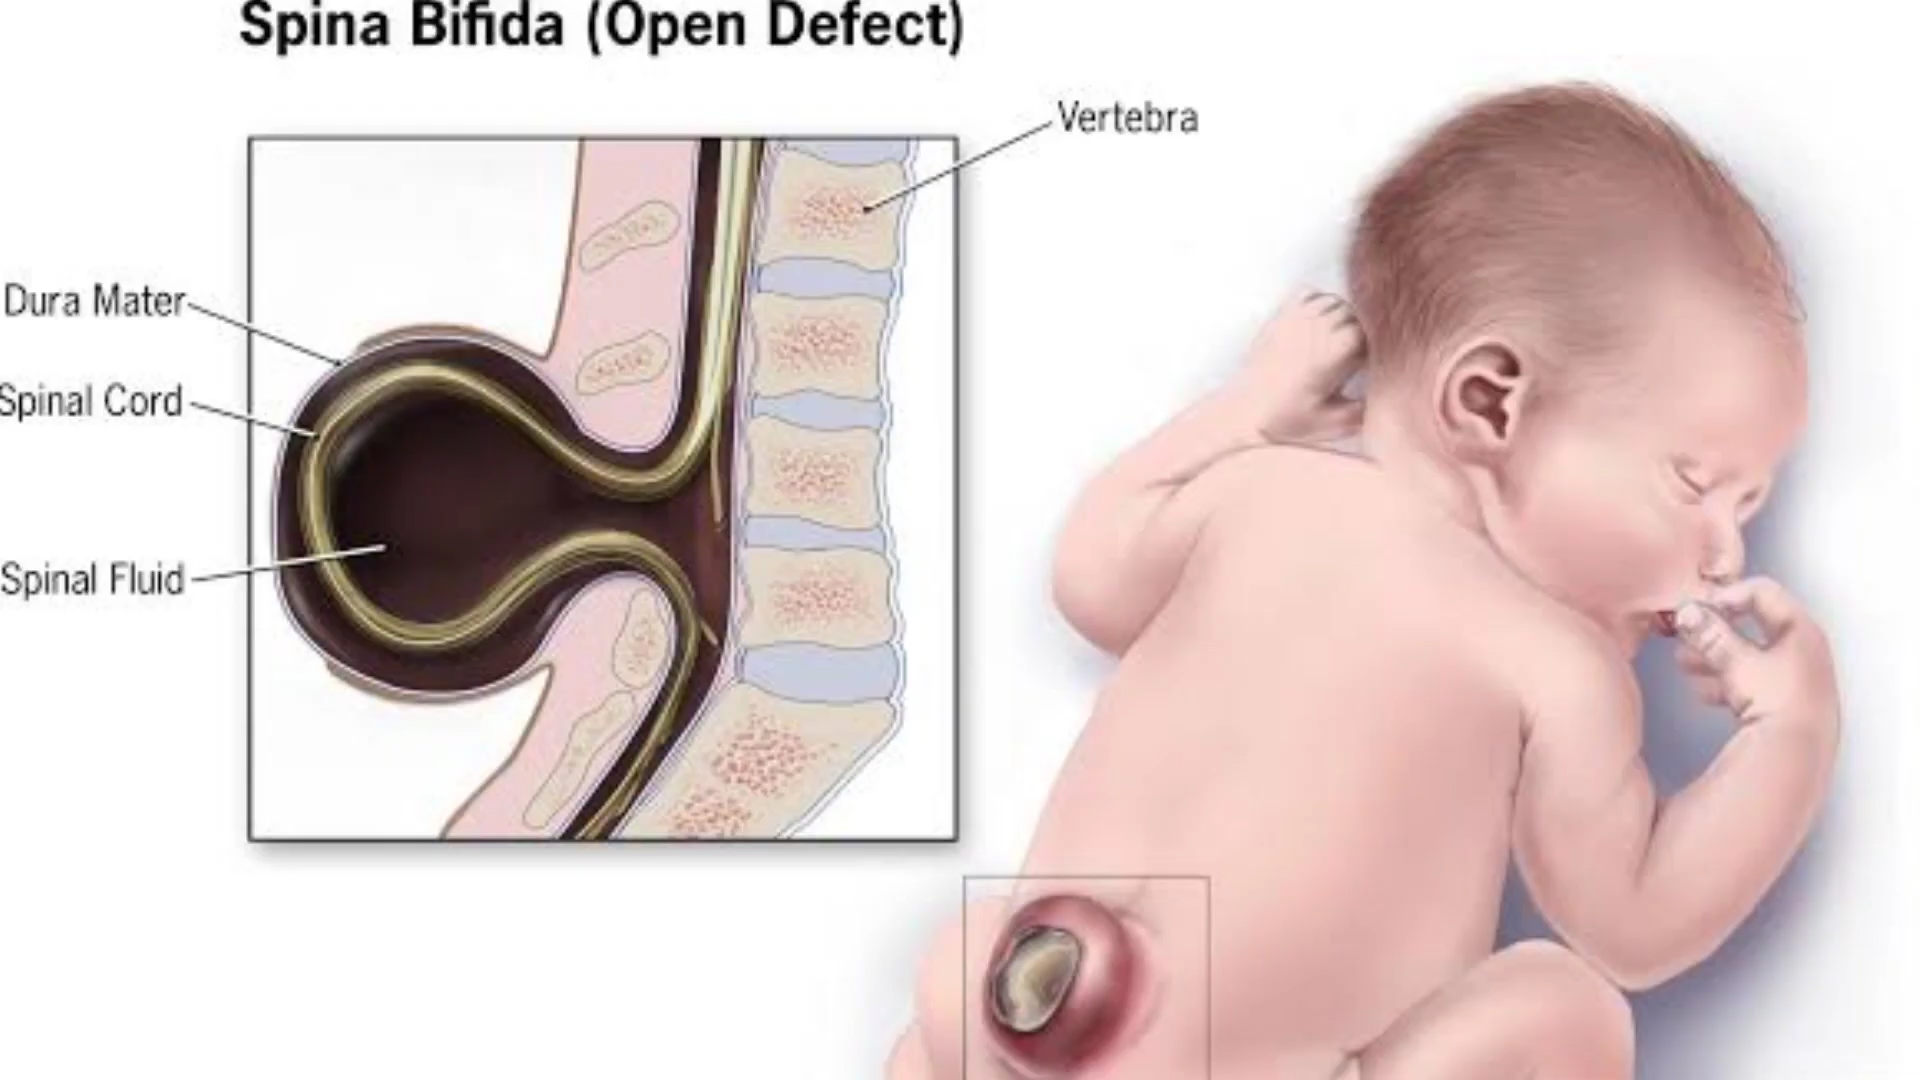 Spina Bifida (Open Defect)
Vertebra
Dura Mater
Spinal Cord
Spinal Fluid